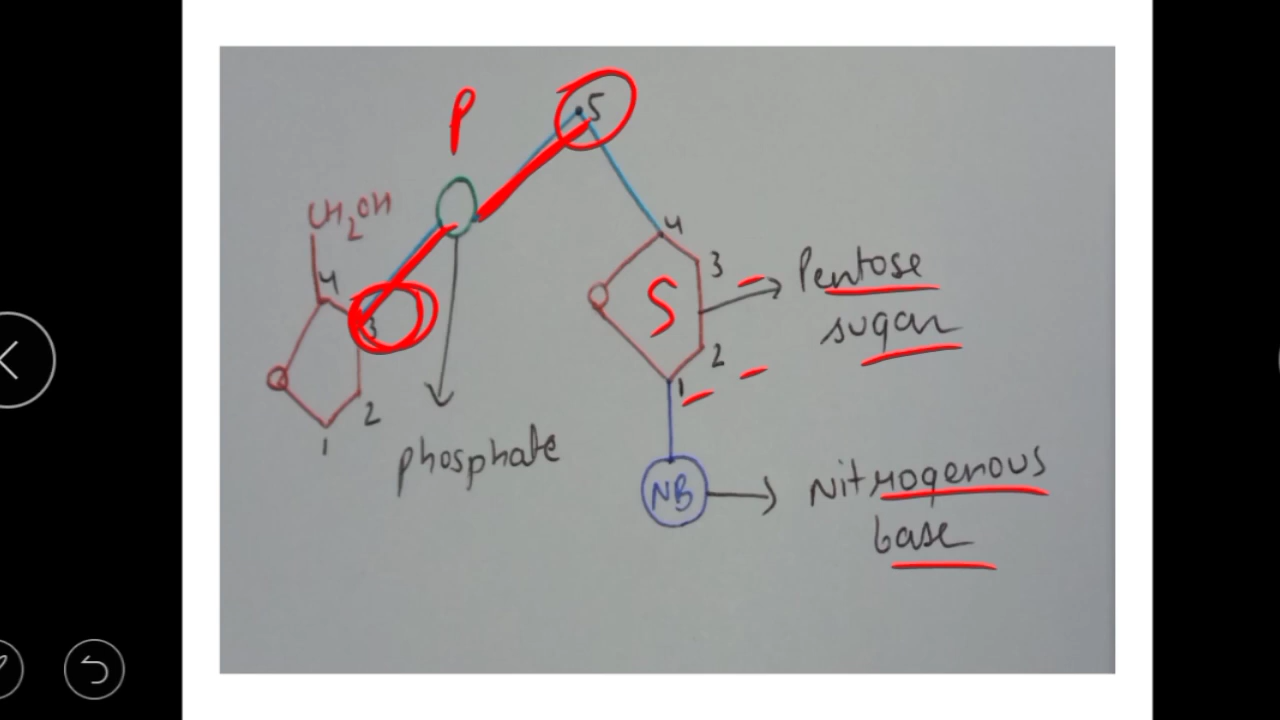 P
5
CH2OH
4
3
2
1
phosphate
4
3
S
2
1
Pentose
sugar
NB
Nitrogenous
base